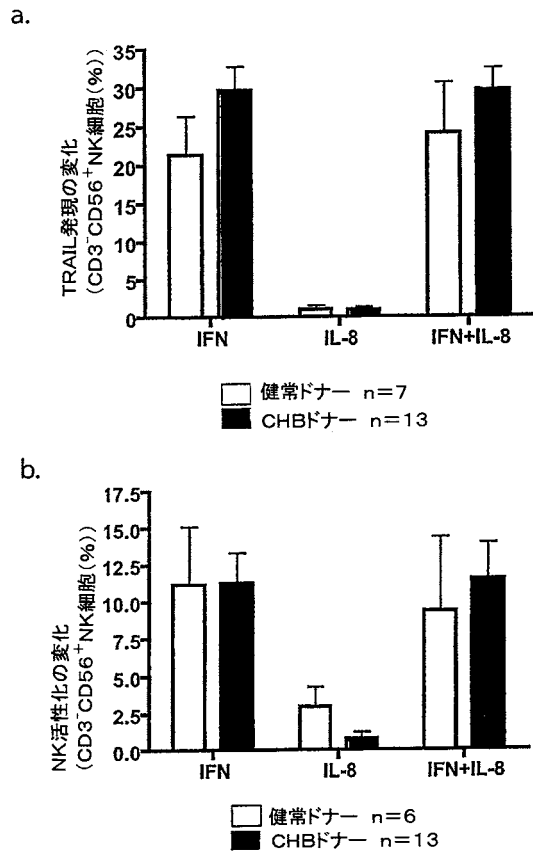 a.
TRAIL発現の変化
(CD3⁻CD56⁺NK細胞(%))
35
30
25
20
15
10
5
0
IFN
IL-8
IFN+IL-8
健常ドナー n=7
CHBドナー n=13
b.
NK活性化の変化
(CD3⁻CD56⁺NK細胞(%))
17.5
15.0
12.5
10.0
7.5
5.0
2.5
0.0
IFN
IL-8
IFN+IL-8
健常ドナー n=6
CHBドナー n=13